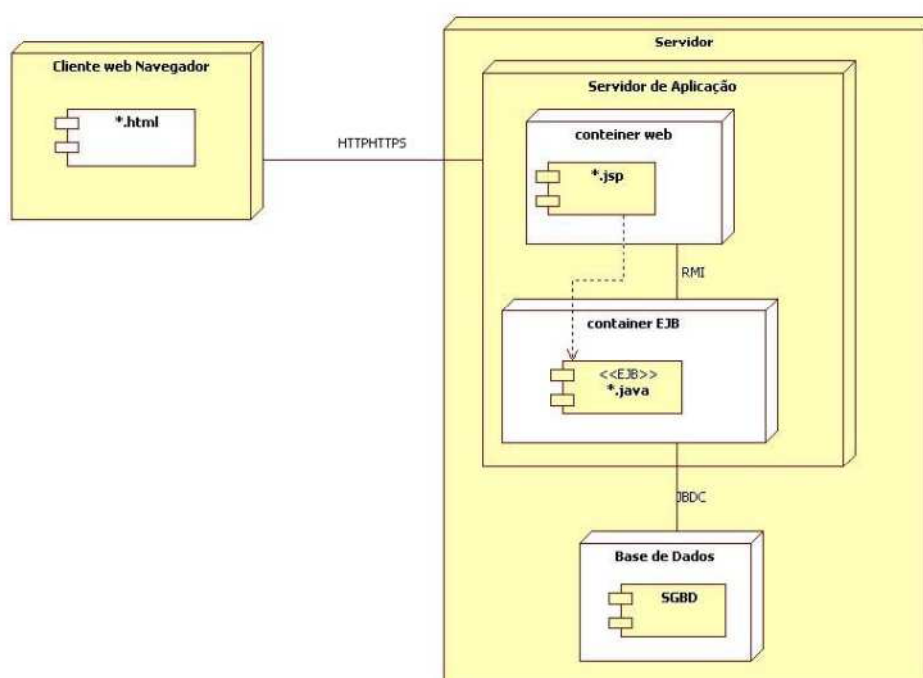 Cliente web Navegador
*.html
HTTPHTTPS
Servidor
Servidor de Aplicação
conteiner web
*.jsp
RMI
container EJB
<<EJB>>
*.java
JBDC
Base de Dados
SGBD